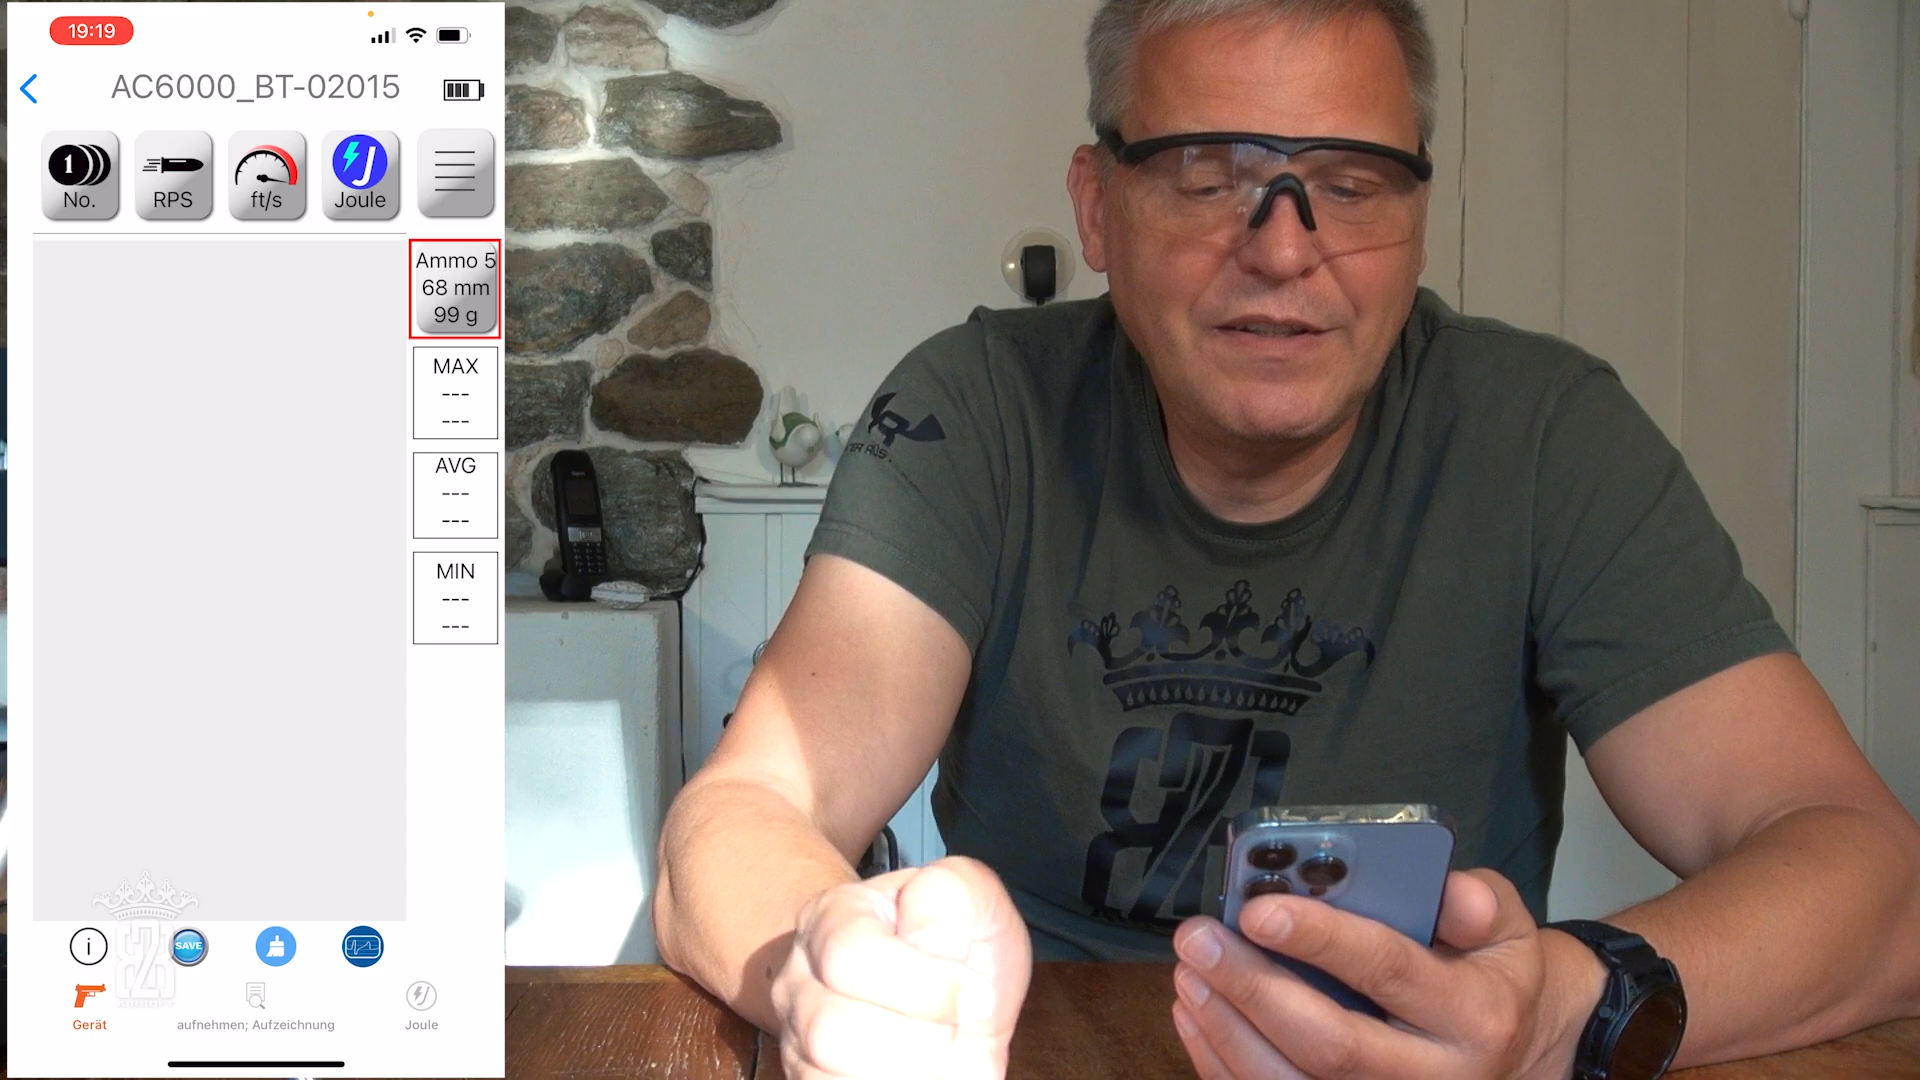 19:19
AC6000_BT-02015
1
No.
RPS
ft/s
J
Joule
Ammo 5
68 mm
99 g
MAX
---
---
AVG
---
---
MIN
---
---
i
SAVE
Gerät
aufnehmen; Aufzeichnung
Joule